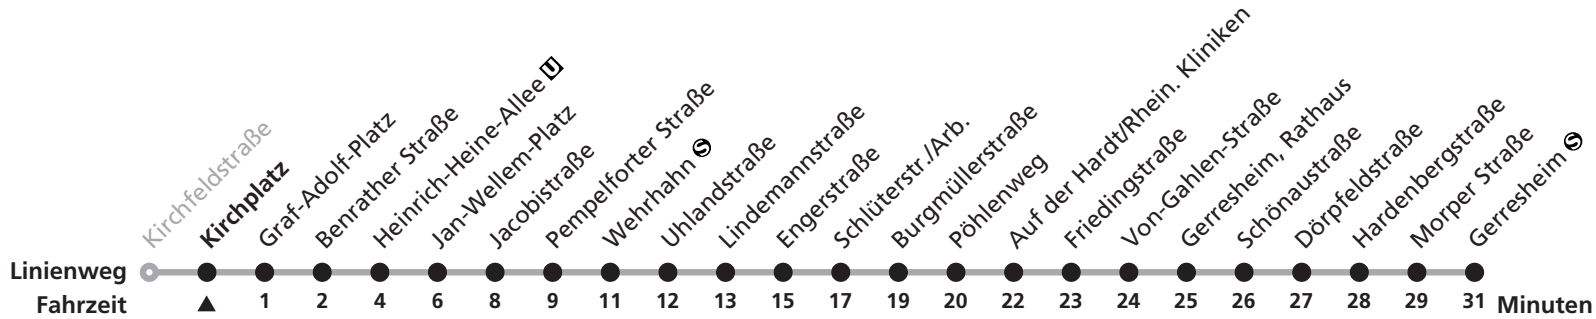 Kirchfeldstraße
Kirchplatz
Graf-Adolf-Platz
Benrather Straße
Heinrich-Heine-Allee U
Jan-Wellem-Platz
Jacobistraße
Pempelforter Straße
Wehrhahn S
Uhlandstraße
Lindemannstraße
Engerstraße
Schlüterstr./Arb.
Burgmüllerstraße
Pöhlenweg
Auf der Hardt/Rhein. Kliniken
Friedingstraße
Von-Gahlen-Straße
Gerresheim, Rathaus
Schönaustraße
Dörpfeldstraße
Hardenbergstraße
Morper Straße
Gerresheim S
Linienweg
Fahrzeit ▲ 1 2 4 6 8 9 11 12 13 15 17 19 20 22 23 24 25 26 27 28 29 31 Minuten